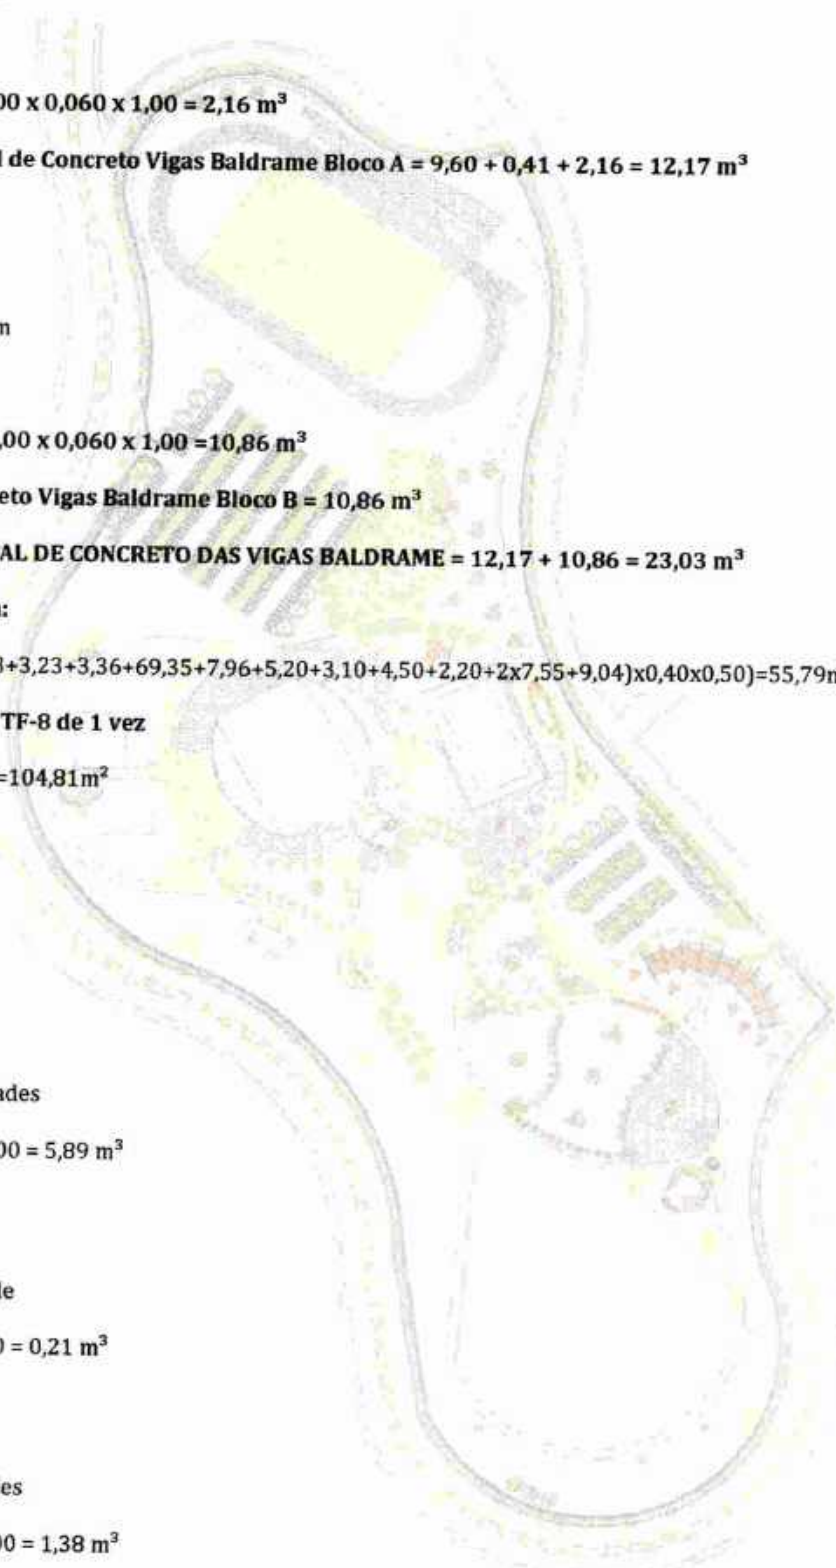 00 x 0,060 x 1,00 = 2,16 m³
de Concreto Vigas Baldrame Bloco A = 9,60 + 0,41 + 2,16 = 12,17 m³
,00 x 0,060 x 1,00 =10,86 m³
eto Vigas Baldrame Bloco B = 10,86 m³
AL DE CONCRETO DAS VIGAS BALDRAME = 12,17 + 10,86 = 23,03 m³
+3,23+3,36+69,35+7,96+5,20+3,10+4,50+2,20+2x7,55+9,04)x0,40x0,50)=55,79
TF-8 de 1 vez
=104,81m²
ades
00 = 5,89 m³
de
0 = 0,21 m³
es
00 = 1,38 m³